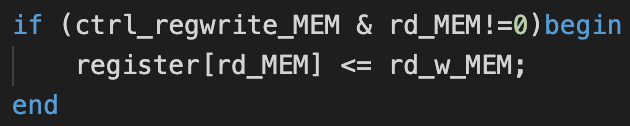 if (ctrl_regwrite_MEM & rd_MEM!=0)begin
register[rd_MEM] <= rd_w_MEM;
end